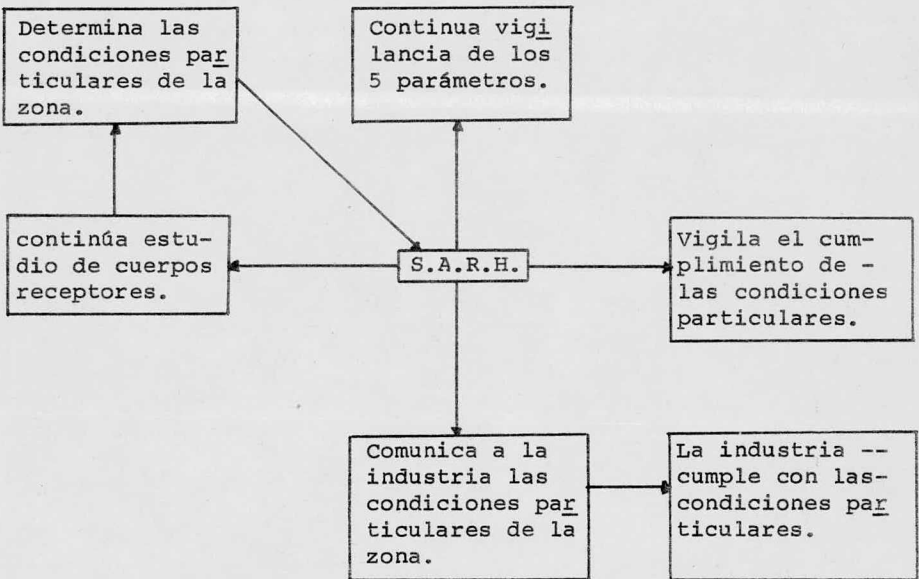 Determina las
condiciones par
ticulares de la
zona.
Continua vigi
lancia de los
5 parámetros.
continúa estu-
dio de cuerpos
receptores.
S.A.R.H.
Vigila el cum-
plimiento de -
las condiciones
particulares.
Comunica a la
industria las
condiciones par
ticulares de la
zona.
La industria --
cumple con las-
condiciones par
ticulares.